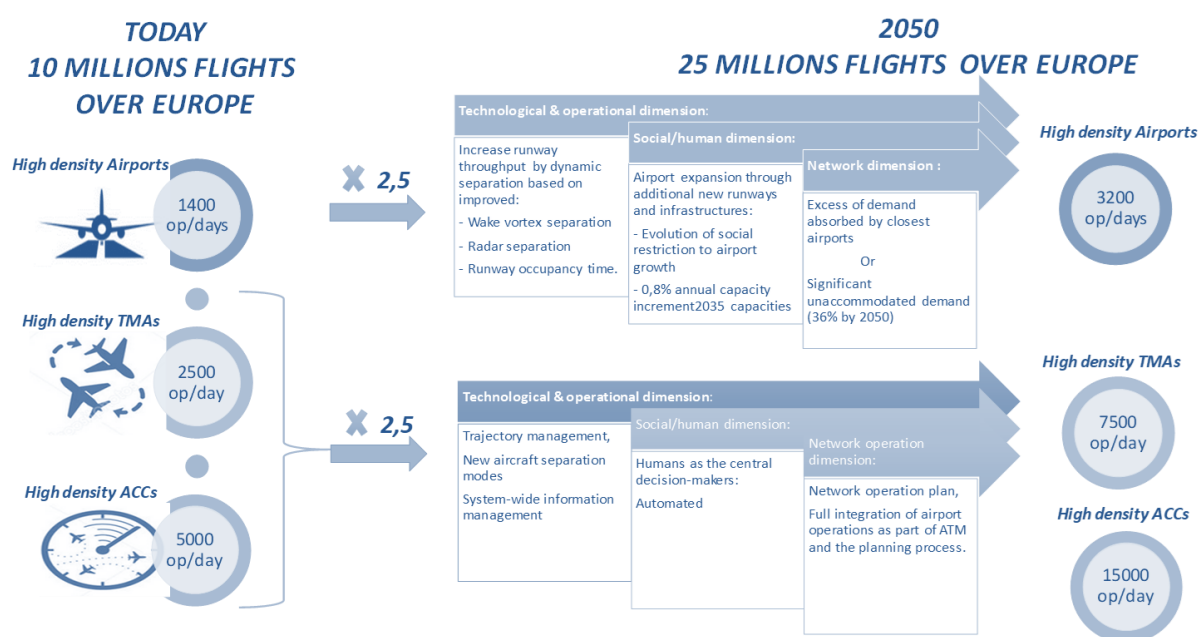 TODAY
10 MILLIONS FLIGHTS
OVER EUROPE
High density Airports
1400
op/days
High density TMAs
2500
op/day
High density ACCs
5000
op/day
X 2,5
X 2,5
2050
25 MILLIONS FLIGHTS OVER EUROPE
Technological & operational dimension:
Increase runway
throughput by dynamic
separation based on
improved:
- Wake vortex separation
- Radar separation
- Runway occupancy time.
Social/human dimension:
Airport expansion through
additional new runways
and infrastructures:
- Evolution of social
restriction to airport
growth
- 0,8% annual capacity
increment2035 capacities
Network dimension :
Excess of demand
absorbed by closest
airports
Or
Significant
unaccommodated demand
(36% by 2050)
High density Airports
3200
op/days
Technological & operational dimension:
Trajectory management,
New aircraft separation
modes
System-wide information
management
Social/human dimension:
Humans as the central
decision-makers:
Automated
Network operation
dimension:
Network operation plan,
Full integration of airport
operations as part of ATM
and the planning process.
High density TMAs
7500
op/day
High density ACCs
15000
op/day